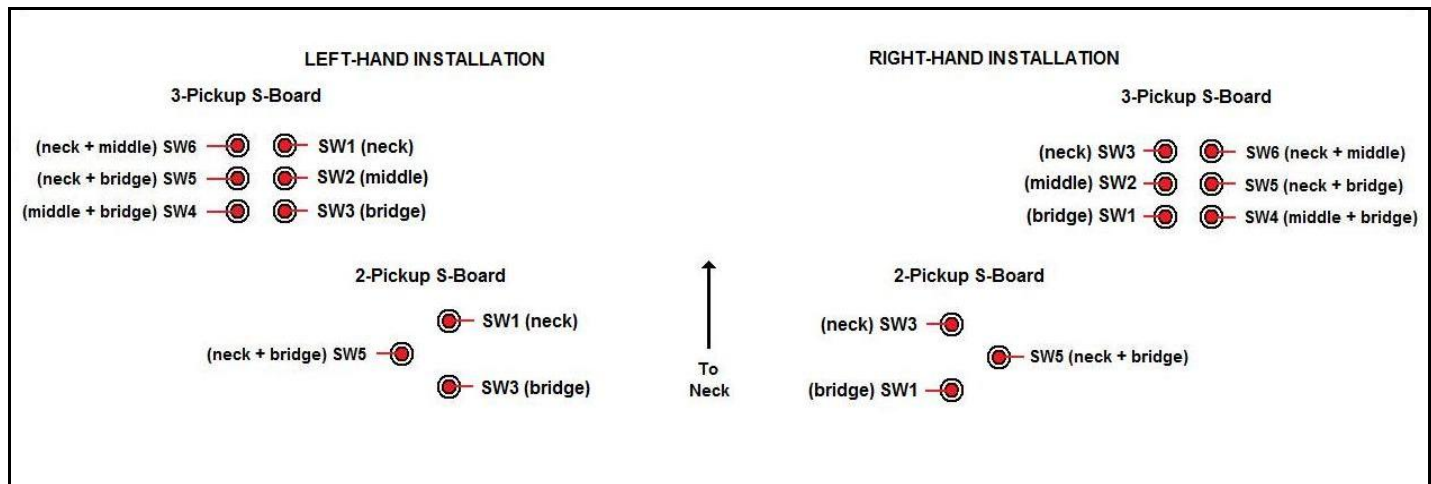 LEFT-HAND INSTALLATION
3-Pickup S-Board
(neck + middle) SW6 SW1 (neck)
(neck + bridge) SW5 SW2 (middle)
(middle + bridge) SW4 SW3 (bridge)
2-Pickup S-Board
SW1 (neck)
(neck + bridge) SW5
SW3 (bridge)
To
Neck
RIGHT-HAND INSTALLATION
3-Pickup S-Board
(neck) SW3 SW6 (neck + middle)
(middle) SW2 SW5 (neck + bridge)
(bridge) SW1 SW4 (middle + bridge)
2-Pickup S-Board
(neck) SW3
SW5 (neck + bridge)
(bridge) SW1